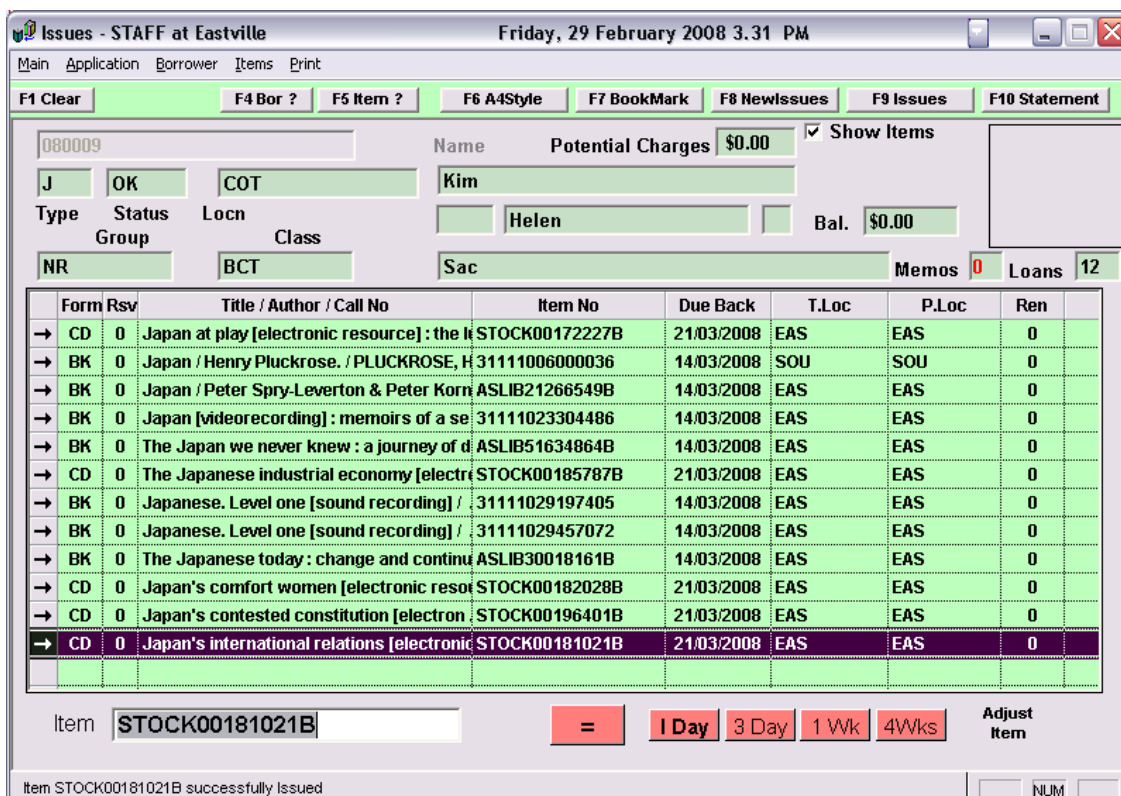 Issues - STAFF at Eastville Friday, 29 February 2008 3.31 PM
Main Application Borrower Items Print
F1 Clear F4 Bor ? F5 Item ? F6 A4Style F7 BookMark F8 NewIssues F9 Issues F10 Statement
080009 Name Potential Charges $0.00 Show Items
J OK COT Kim
Type Status Locn Helen Bal. $0.00
Group Class
NR BCT Sac Memos 0 Loans 12
Form Rsv Title / Author / Call No Item No Due Back T.Loc P.Loc Ren
→ CD 0 Japan at play [electronic resource] : the STOCK00172227B 21/03/2008 EAS EAS 0
→ BK 0 Japan / Henry Pluckrose. / PLUCKROSE, H 31111006000036 14/03/2008 SOU SOU 0
→ BK 0 Japan / Peter Spry-Leverton & Peter Korn ASLIB21266549B 14/03/2008 EAS EAS 0
→ BK 0 Japan [videorecording] : memoirs of a se 31111023304486 14/03/2008 EAS EAS 0
→ BK 0 The Japan we never knew : a journey of d ASLIB51634864B 14/03/2008 EAS EAS 0
→ CD 0 The Japanese industrial economy [electr STOCK00185787B 21/03/2008 EAS EAS 0
→ BK 0 Japanese. Level one [sound recording] / . 31111029197405 14/03/2008 EAS EAS 0
→ BK 0 Japanese. Level one [sound recording] / . 31111029457072 14/03/2008 EAS EAS 0
→ BK 0 The Japanese today : change and continu ASLIB30018161B 14/03/2008 EAS EAS 0
→ CD 0 Japan's comfort women [electronic reso STOCK00182028B 21/03/2008 EAS EAS 0
→ CD 0 Japan's contested constitution [electron . STOCK00196401B 21/03/2008 EAS EAS 0
→ CD 0 Japan's international relations [electronic STOCK00181021B 21/03/2008 EAS EAS 0
Item STOCK00181021B = 1 Day 3 Day 1 Wk 4Wks Adjust
Item
Item STOCK00181021B successfully Issued NUM